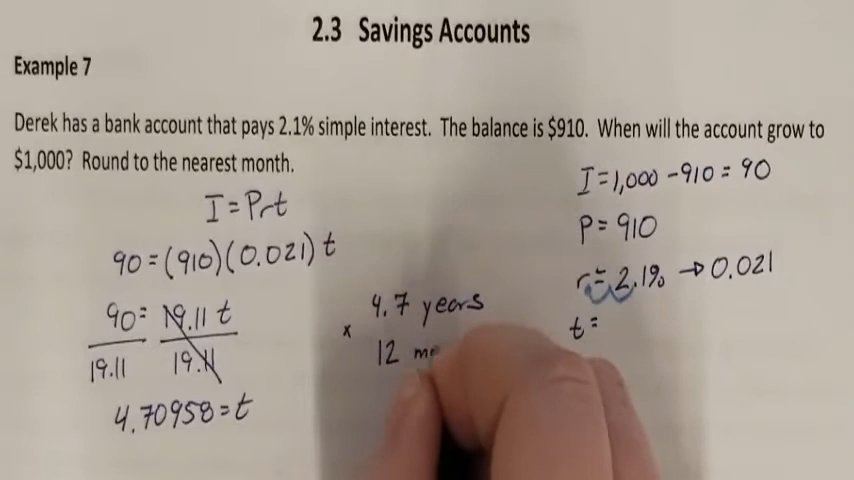 2.3 Savings Accounts
Example 7
Derek has a bank account that pays 2.1% simple interest. The balance is $910. When will the account grow to
$1,000? Round to the nearest month.
I = Prt
90 = (910)(0.021) t
90 = 19.11 t
19.11 19.11
4.70958 = t
4.7 years
x
12
I = 1,000 - 910 = 90
P = 910
r = 2.1% → 0.021
t =